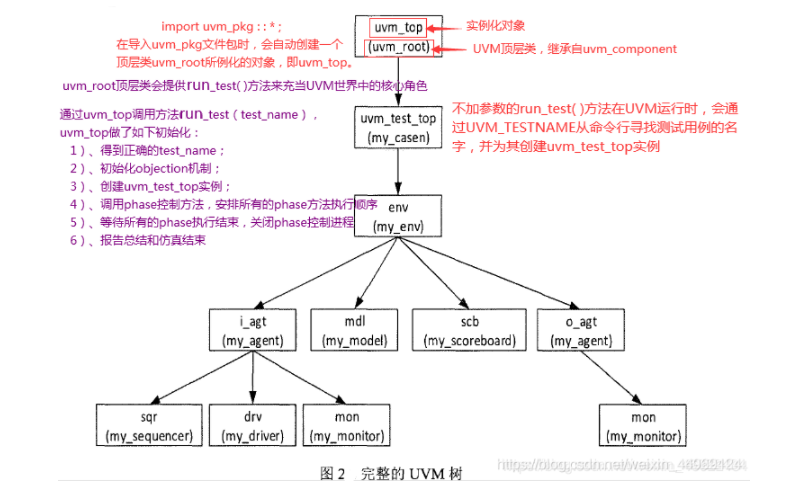 import uvm_pkg : : * ;
在导入uvm_pkg文件包时，会自动创建一个
顶层类uvm_root所例化的对象，即uvm_top。
uvm_top
(uvm_root)
实例化对象
UVM顶层类，继承自uvm_component
uvm_root顶层类会提供run_test()方法来充当UVM世界中的核心角色
通过uvm_top调用方法run_test（test_name），
uvm_top做了如下初始化：
1）、得到正确的test_name；
2）、初始化objection机制；
3）、创建uvm_test_top实例；
4）、调用phase控制方法，安排所有的phase方法执行顺序
5）、等待所有的phase执行结束，关闭phase控制进程
6）、报告总结和仿真结束
uvm_test_top
(my_casen)
不加参数的run_test( )方法在UVM运行时，会通
过UVM_TESTNAME从命令行寻找测试用例的名
字，并为其创建uvm_test_top实例
env
(my_env)
i_agt
(my_agent)
mdl
(my_model)
scb
(my_scoreboard)
o_agt
(my_agent)
sqr
(my_sequencer)
drv
(my_driver)
mon
(my_monitor)
mon
(my_monitor)
图 2 完整的 UVM 树